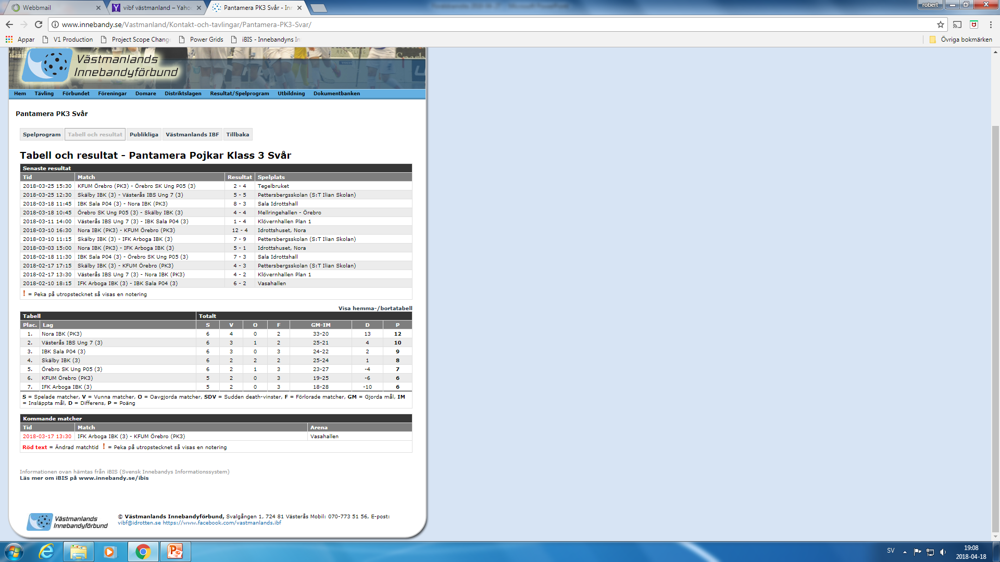 Webbmail
vibf västmanland – Yaho
Pantamera PK3 Svår - In
robert
www.innebandy.se/Vastmanland/Kontakt-och-tavlingar/Pantamera-PK3-Svar/
Appar V1 Production Project Scope Change Power Grids iBIS - Innebandyns In Övriga bokmärken
Västmanlands
Innebandyförbund
RECYCLING
Hem Tävling Förbundet Föreningar Domare Distriktslagen Resultat/Spelprogram Utbildning Dokumentbanken
Pantamera PK3 Svår
Spelprogram Tabell och resultat Publikliga Västmanlands IBF Tillbaka
Tabell och resultat - Pantamera Pojkar Klass 3 Svår
Senaste resultat
Tid Match Resultat Spelplats
2018-03-25 15:30 KFUM Örebro (PK3) - Örebro SK Ung P05 (3) 2 - 4 Tegelbruket
2018-03-25 12:30 Skälby IBK (3) - Västerås IBS Ung 7 (3) 5 - 5 Pettersbergsskolan (S:T Ilian Skolan)
2018-03-18 11:45 IBK Sala P04 (3) - Nora IBK (PK3) 8 - 3 Sala Idrottshall
2018-03-18 10:45 Örebro SK Ung P05 (3) - Skälby IBK (3) 4 - 4 Mellringehallen - Örebro
2018-03-11 14:00 Västerås IBS Ung 7 (3) - IBK Sala P04 (3) 1 - 4 Klövernhallen Plan 1
2018-03-10 16:30 Nora IBK (PK3) - KFUM Örebro (PK3) 12 - 4 Idrottshuset, Nora
2018-03-10 11:15 Skälby IBK (3) - IFK Arboga IBK (3) 7 - 9 Pettersbergsskolan (S:T Ilian Skolan)
2018-03-03 15:00 Nora IBK (PK3) - IFK Arboga IBK (3) 5 - 1 Idrottshuset, Nora
2018-02-18 11:30 IBK Sala P04 (3) - Örebro SK Ung P05 (3) 7 - 3 Sala Idrottshall
2018-02-17 17:15 Skälby IBK (3) - KFUM Örebro (PK3) 4 - 3 Pettersbergsskolan (S:T Ilian Skolan)
2018-02-17 13:30 Västerås IBS Ung 7 (3) - Nora IBK (PK3) 4 - 2 Klövernhallen Plan 1
2018-02-10 18:15 IFK Arboga IBK (3) - IBK Sala P04 (3) 6 - 2 Vasahallen
! = Peka på utropstecknet så visas en notering
Visa hemma-/bortatabell
Tabell Totalt
Plac. Lag S V O F GM-IM D P
1. Nora IBK (PK3) 6 4 0 2 33-20 13 12
2. Västerås IBS Ung 7 (3) 6 3 1 2 25-21 4 10
3. IBK Sala P04 (3) 6 3 0 3 24-22 2 9
4. Skälby IBK (3) 6 2 2 2 25-24 1 8
5. Örebro SK Ung P05 (3) 6 2 1 3 23-27 -4 7
6. KFUM Örebro (PK3) 5 2 0 3 19-25 -6 6
7. IFK Arboga IBK (3) 5 2 0 3 18-28 -10 6
S = Spelade matcher, V = Vunna matcher, O = Oavgjorda matcher, SDV = Sudden death-vinster, F = Förlorade matcher, GM = Gjorda mål, IM
= Insläppta mål, D = Differens, P = Poäng
Kommande matcher
Tid Match Arena
2018-03-17 13:30 IFK Arboga IBK (3) - KFUM Örebro (PK3) Vasahallen
Röd text = Ändrad matchtid ! = Peka på utropstecknet så visas en notering
Informationen ovan hämtas från iBIS (Svensk Innebandys Informationssystem)
Läs mer om iBIS på www.innebandy.se/ibis
Västmanlands
Innebandyförbund
© Västmanlands Innebandyförbund, Svalgången 1, 724 81 Västerås Mobil: 070-773 51 56, E-post:
vibf@idrotten.se https://www.facebook.com/vastmanlands.ibf
SV
19:08
2018-04-18